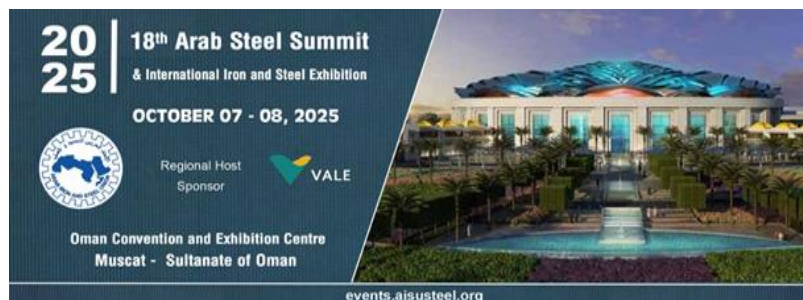 20
25
18th Arab Steel Summit
& International Iron and Steel Exhibition
OCTOBER 07 - 08, 2025
Regional Host
Sponsor
VALE
Oman Convention and Exhibition Centre
Muscat - Sultanate of Oman
events.aisusteel.org